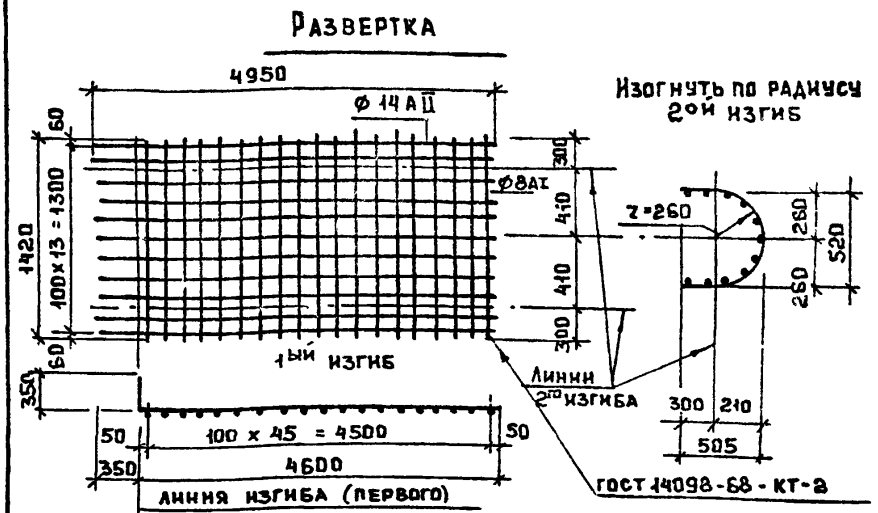 РАЗВЕРТКА
4950
ф 14 А II
ИЗОГНУТЬ ПО РАДИУСУ
2ОЙ ИЗГИБ
60
300
ф8АI
1420
100х13 = 1300
410
410
300
60
r=260
260
260
520
1ЫЙ ИЗГИБ
ЛИНИИ
2ГО ИЗГИБА
350
300
210
505
50
100 х 45 = 4500
50
350
4600
ЛИНИЯ ИЗГИБА (ПЕРВОГО)
ГОСТ 14098-68-КТ-2